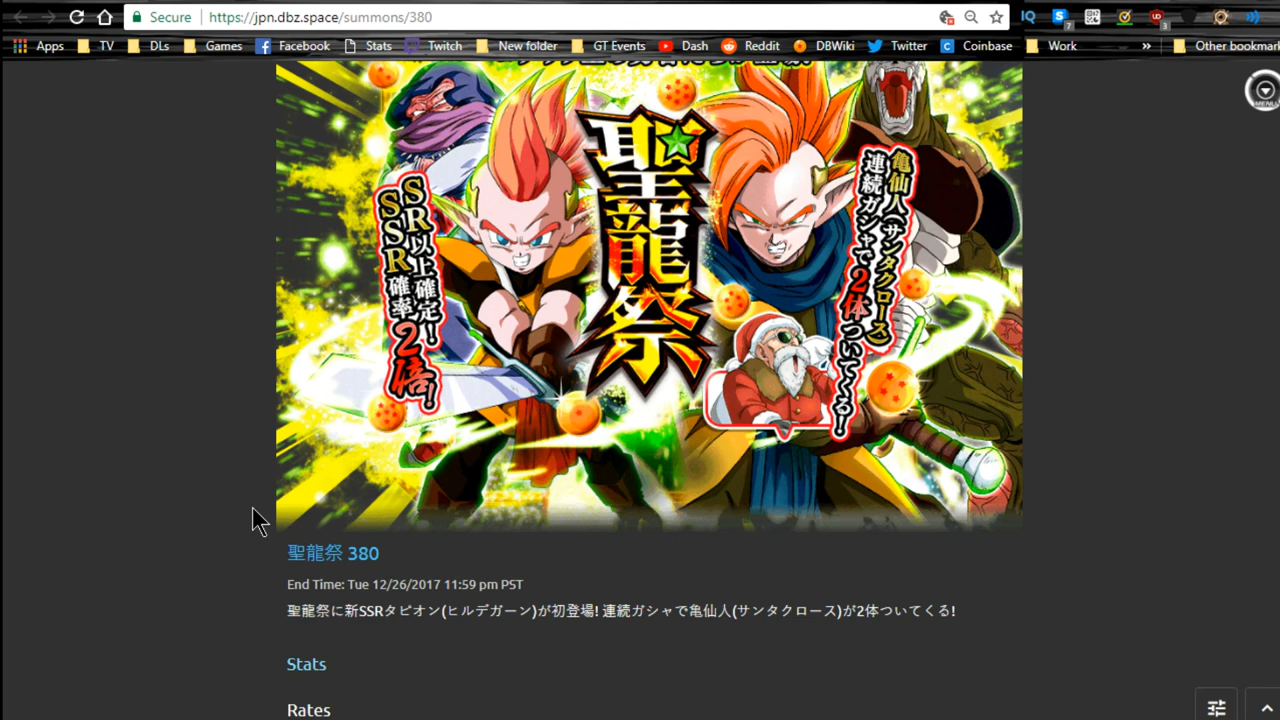 Secure https://jpn.dbz.space/summons/380
Apps TV DLs Games Facebook Stats Twitch New folder GT Events Dash Reddit DBWiki Twitter Coinbase Work » Other bookmar
MENU
聖龍祭
SSR以上確定!
SSR確率2倍!
亀仙人(サンタクロース)
連続ガシャで2体ついてくる!
聖龍祭 380
End Time: Tue 12/26/2017 11:59 pm PST
聖龍祭に新SSRタピオン(ヒルデガーン)が初登場! 連続ガシャで亀仙人(サンタクロース)が2体ついてくる!
Stats
Rates